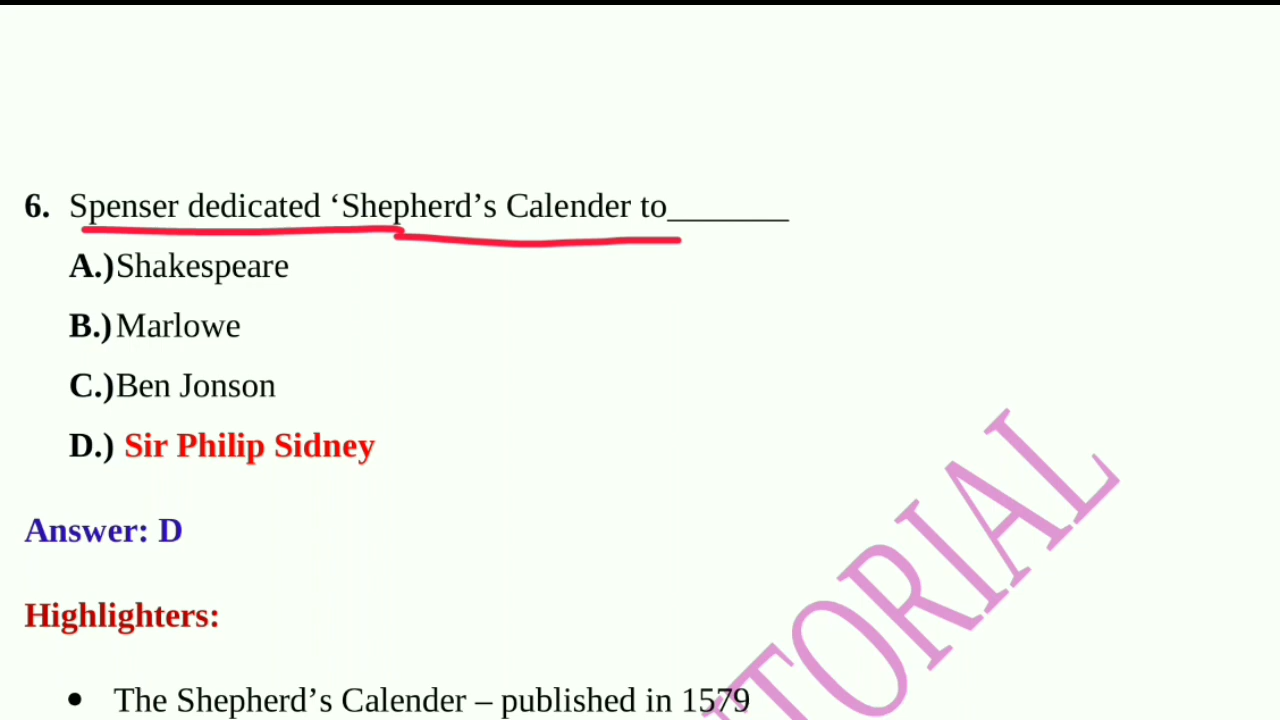 6. Spenser dedicated ‘Shepherd’s Calender to_______
A.)Shakespeare
B.)Marlowe
C.)Ben Jonson
D.) Sir Philip Sidney
Answer: D
Highlighters:
• The Shepherd’s Calender – published in 1579
TORIAL